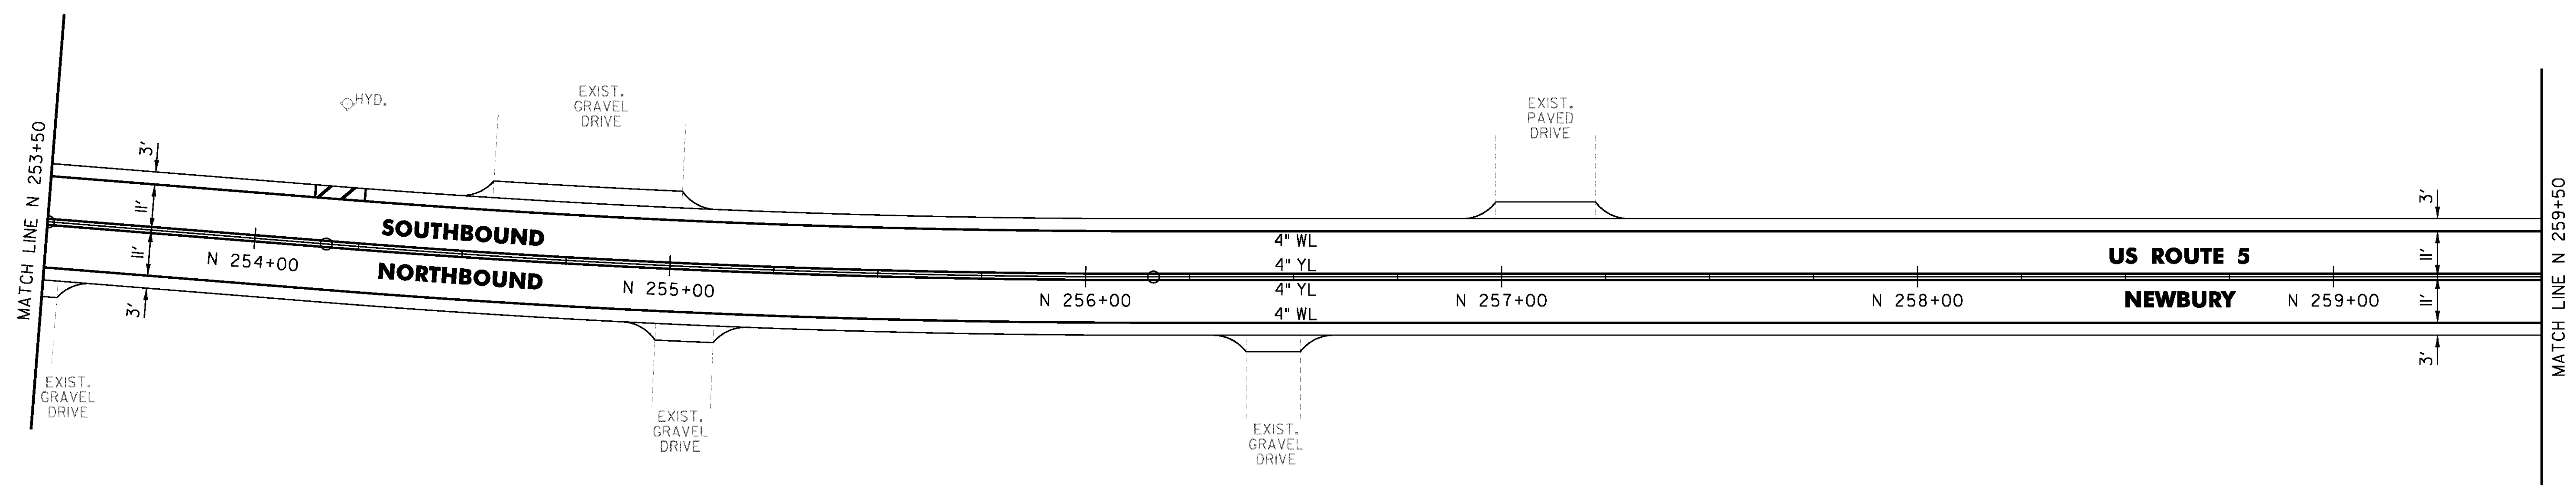 MATCH LINE N 253+50
HYD.
EXIST.
GRAVEL
DRIVE
EXIST.
PAVED
DRIVE
3'
11'
11'
3'
SOUTHBOUND
NORTHBOUND
N 254+00
N 255+00
N 256+00
N 257+00
N 258+00
N 259+00
4" WL
4" YL
4" YL
4" WL
US ROUTE 5
NEWBURY
3'
11'
11'
3'
MATCH LINE N 259+50
EXIST.
GRAVEL
DRIVE
EXIST.
GRAVEL
DRIVE
EXIST.
GRAVEL
DRIVE